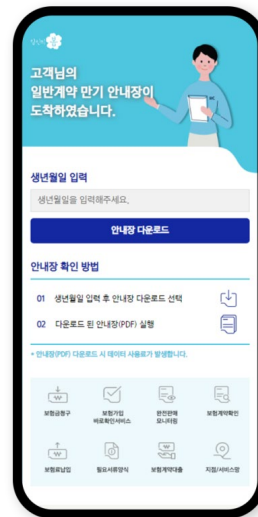 고객님의
일반계약 만기 안내장이
도착하였습니다.
생년월일 입력
생년월일을 입력해주세요.
안내장 다운로드
안내장 확인 방법
01 생년월일 입력 후 안내장 다운로드 선택
02 다운로드 된 안내장(PDF) 실행
* 안내장(PDF) 다운로드 시 데이터 사용료가 발생합니다.
보험금청구
보험가입
바로확인서비스
완전판매
모니터링
보험계약확인
보험료납입
필요서류양식
보험계약대출
지점/서비스망